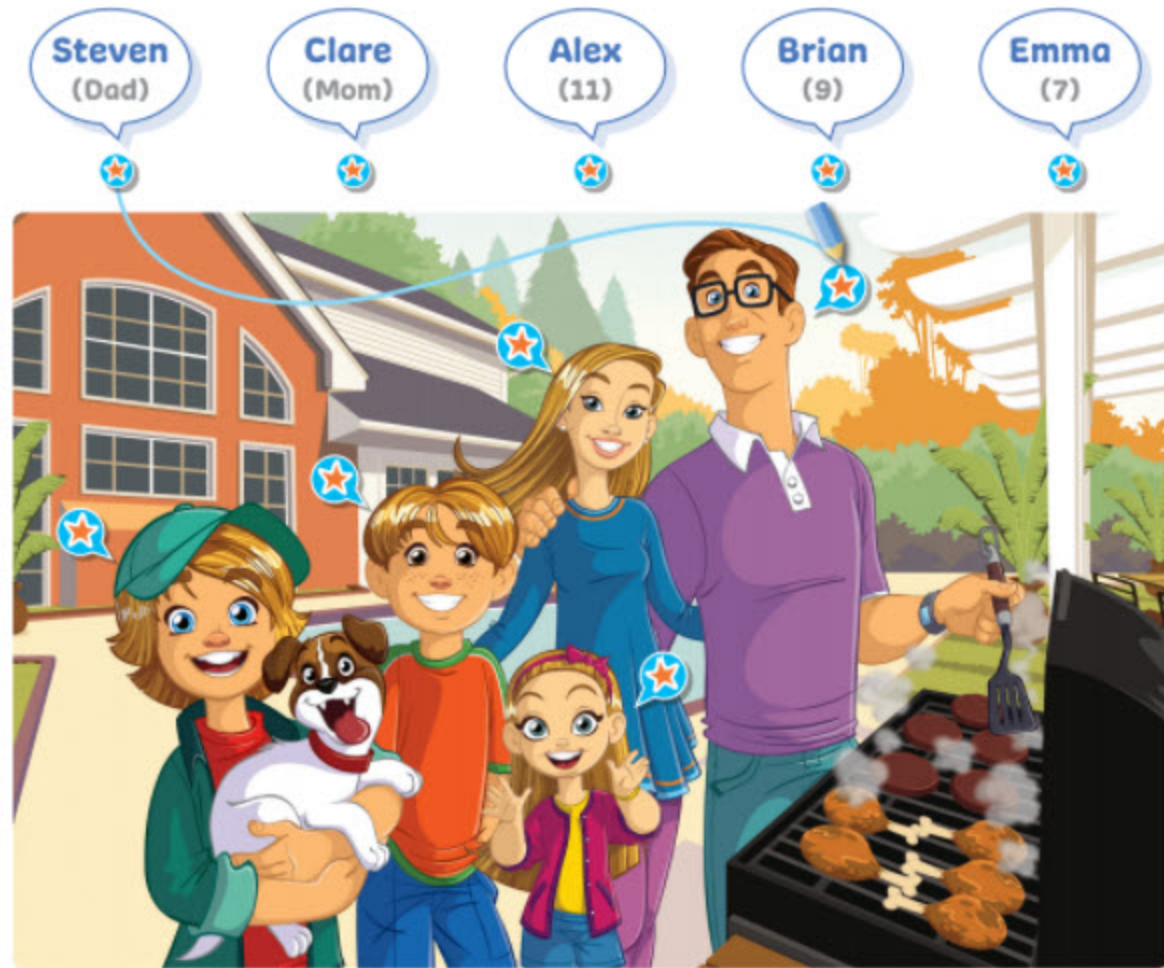 Steven
(Dad)
Clare
(Mom)
Alex
(11)
Brian
(9)
Emma
(7)